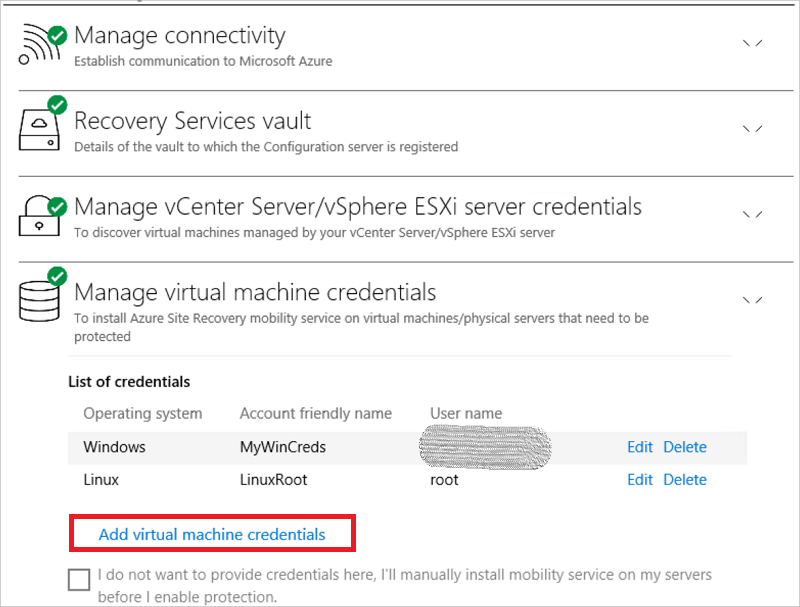 Manage connectivity
Establish communication to Microsoft Azure
Recovery Services vault
Details of the vault to which the Configuration server is registered
Manage vCenter Server/vSphere ESXi server credentials
To discover virtual machines managed by your vCenter Server/vSphere ESXi server
Manage virtual machine credentials
To install Azure Site Recovery mobility service on virtual machines/physical servers that need to be
protected
List of credentials
Operating system Account friendly name User name
Windows MyWinCreds Edit Delete
Linux LinuxRoot root Edit Delete
Add virtual machine credentials
I do not want to provide credentials here, I'll manually install mobility service on my servers
before I enable protection.